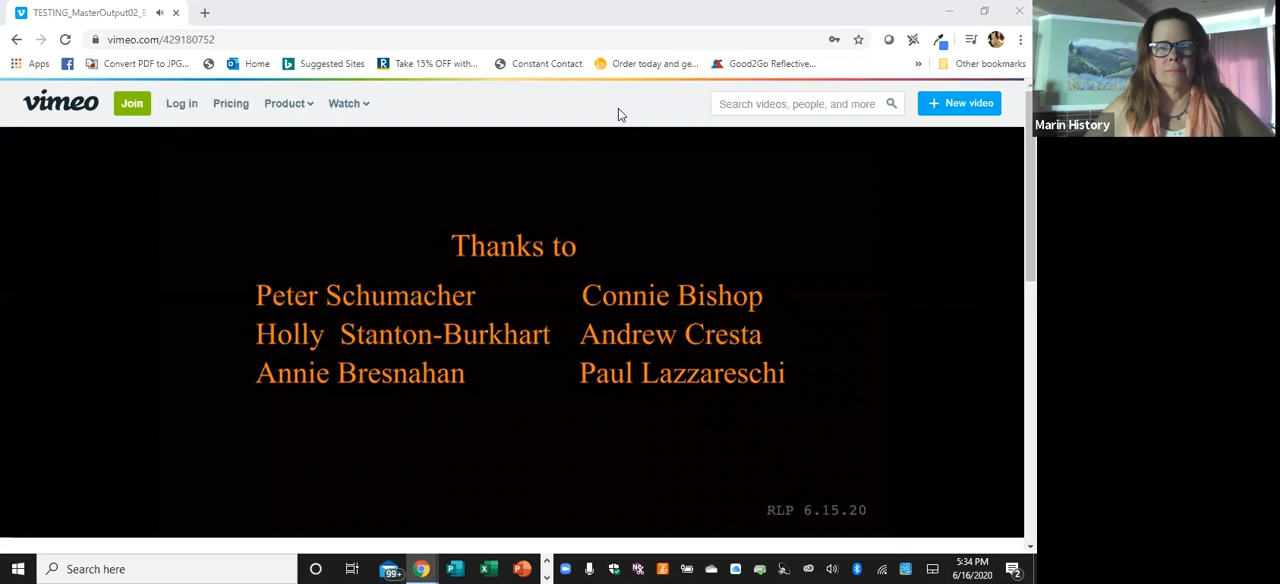 TESTING_MasterOutput02_E
vimeo.com/429180752
Apps
Convert PDF to JPG...
Home
Suggested Sites
Take 15% OFF with...
Constant Contact
Order today and ge...
Good2Go Reflective...
»
Other bookmarks
vimeo
Join
Log in
Pricing
Product
Watch
Search videos, people, and more
+ New video
Marin History
Thanks to
Peter Schumacher
Connie Bishop
Holly Stanton-Burkhart
Andrew Cresta
Annie Bresnahan
Paul Lazzareschi
RLP 6.15.20
Search here
99+
5:34 PM
6/16/2020
2